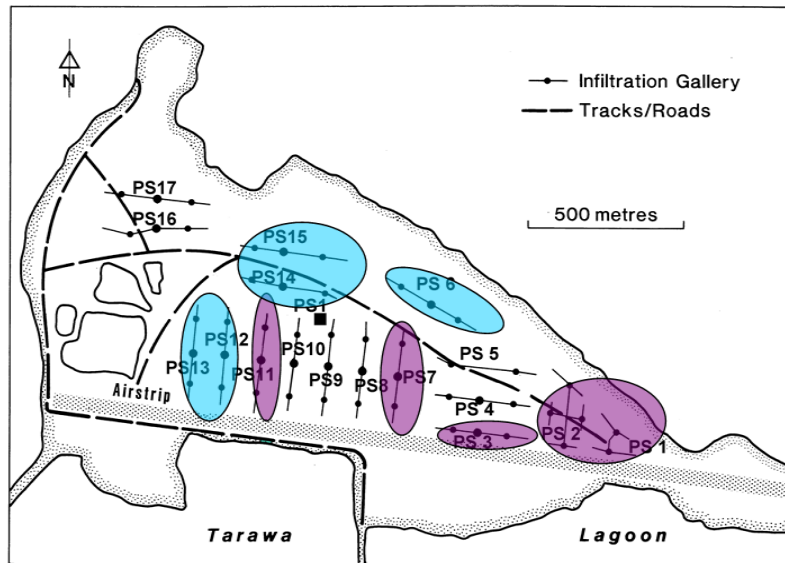 N
Infiltration Gallery
Tracks/Roads
500 metres
PS17
PS16
PS15
PS14
PS1
PS 6
PS12
PS13
PS11
PS10
PS9
PS8
PS7
PS 5
PS 4
PS 3
PS 2
PS 1
Airstrip
Tarawa Lagoon